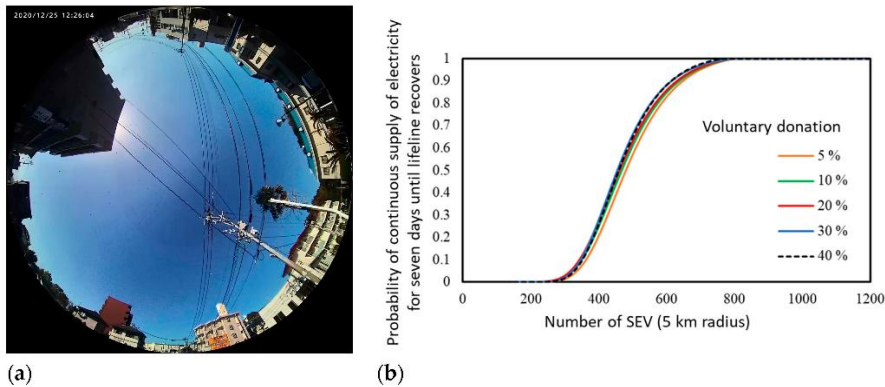 2020/12/25 12:26:04
Probability of continuous supply of electricity
for seven days until lifeline recovers
1
0.9
0.8
0.7
0.6
0.5
0.4
0.3
0.2
0.1
0
0 200 400 600 800 1000 1200
Number of SEV (5 km radius)
Voluntary donation
5 %
10 %
20 %
30 %
40 %
(a)
(b)